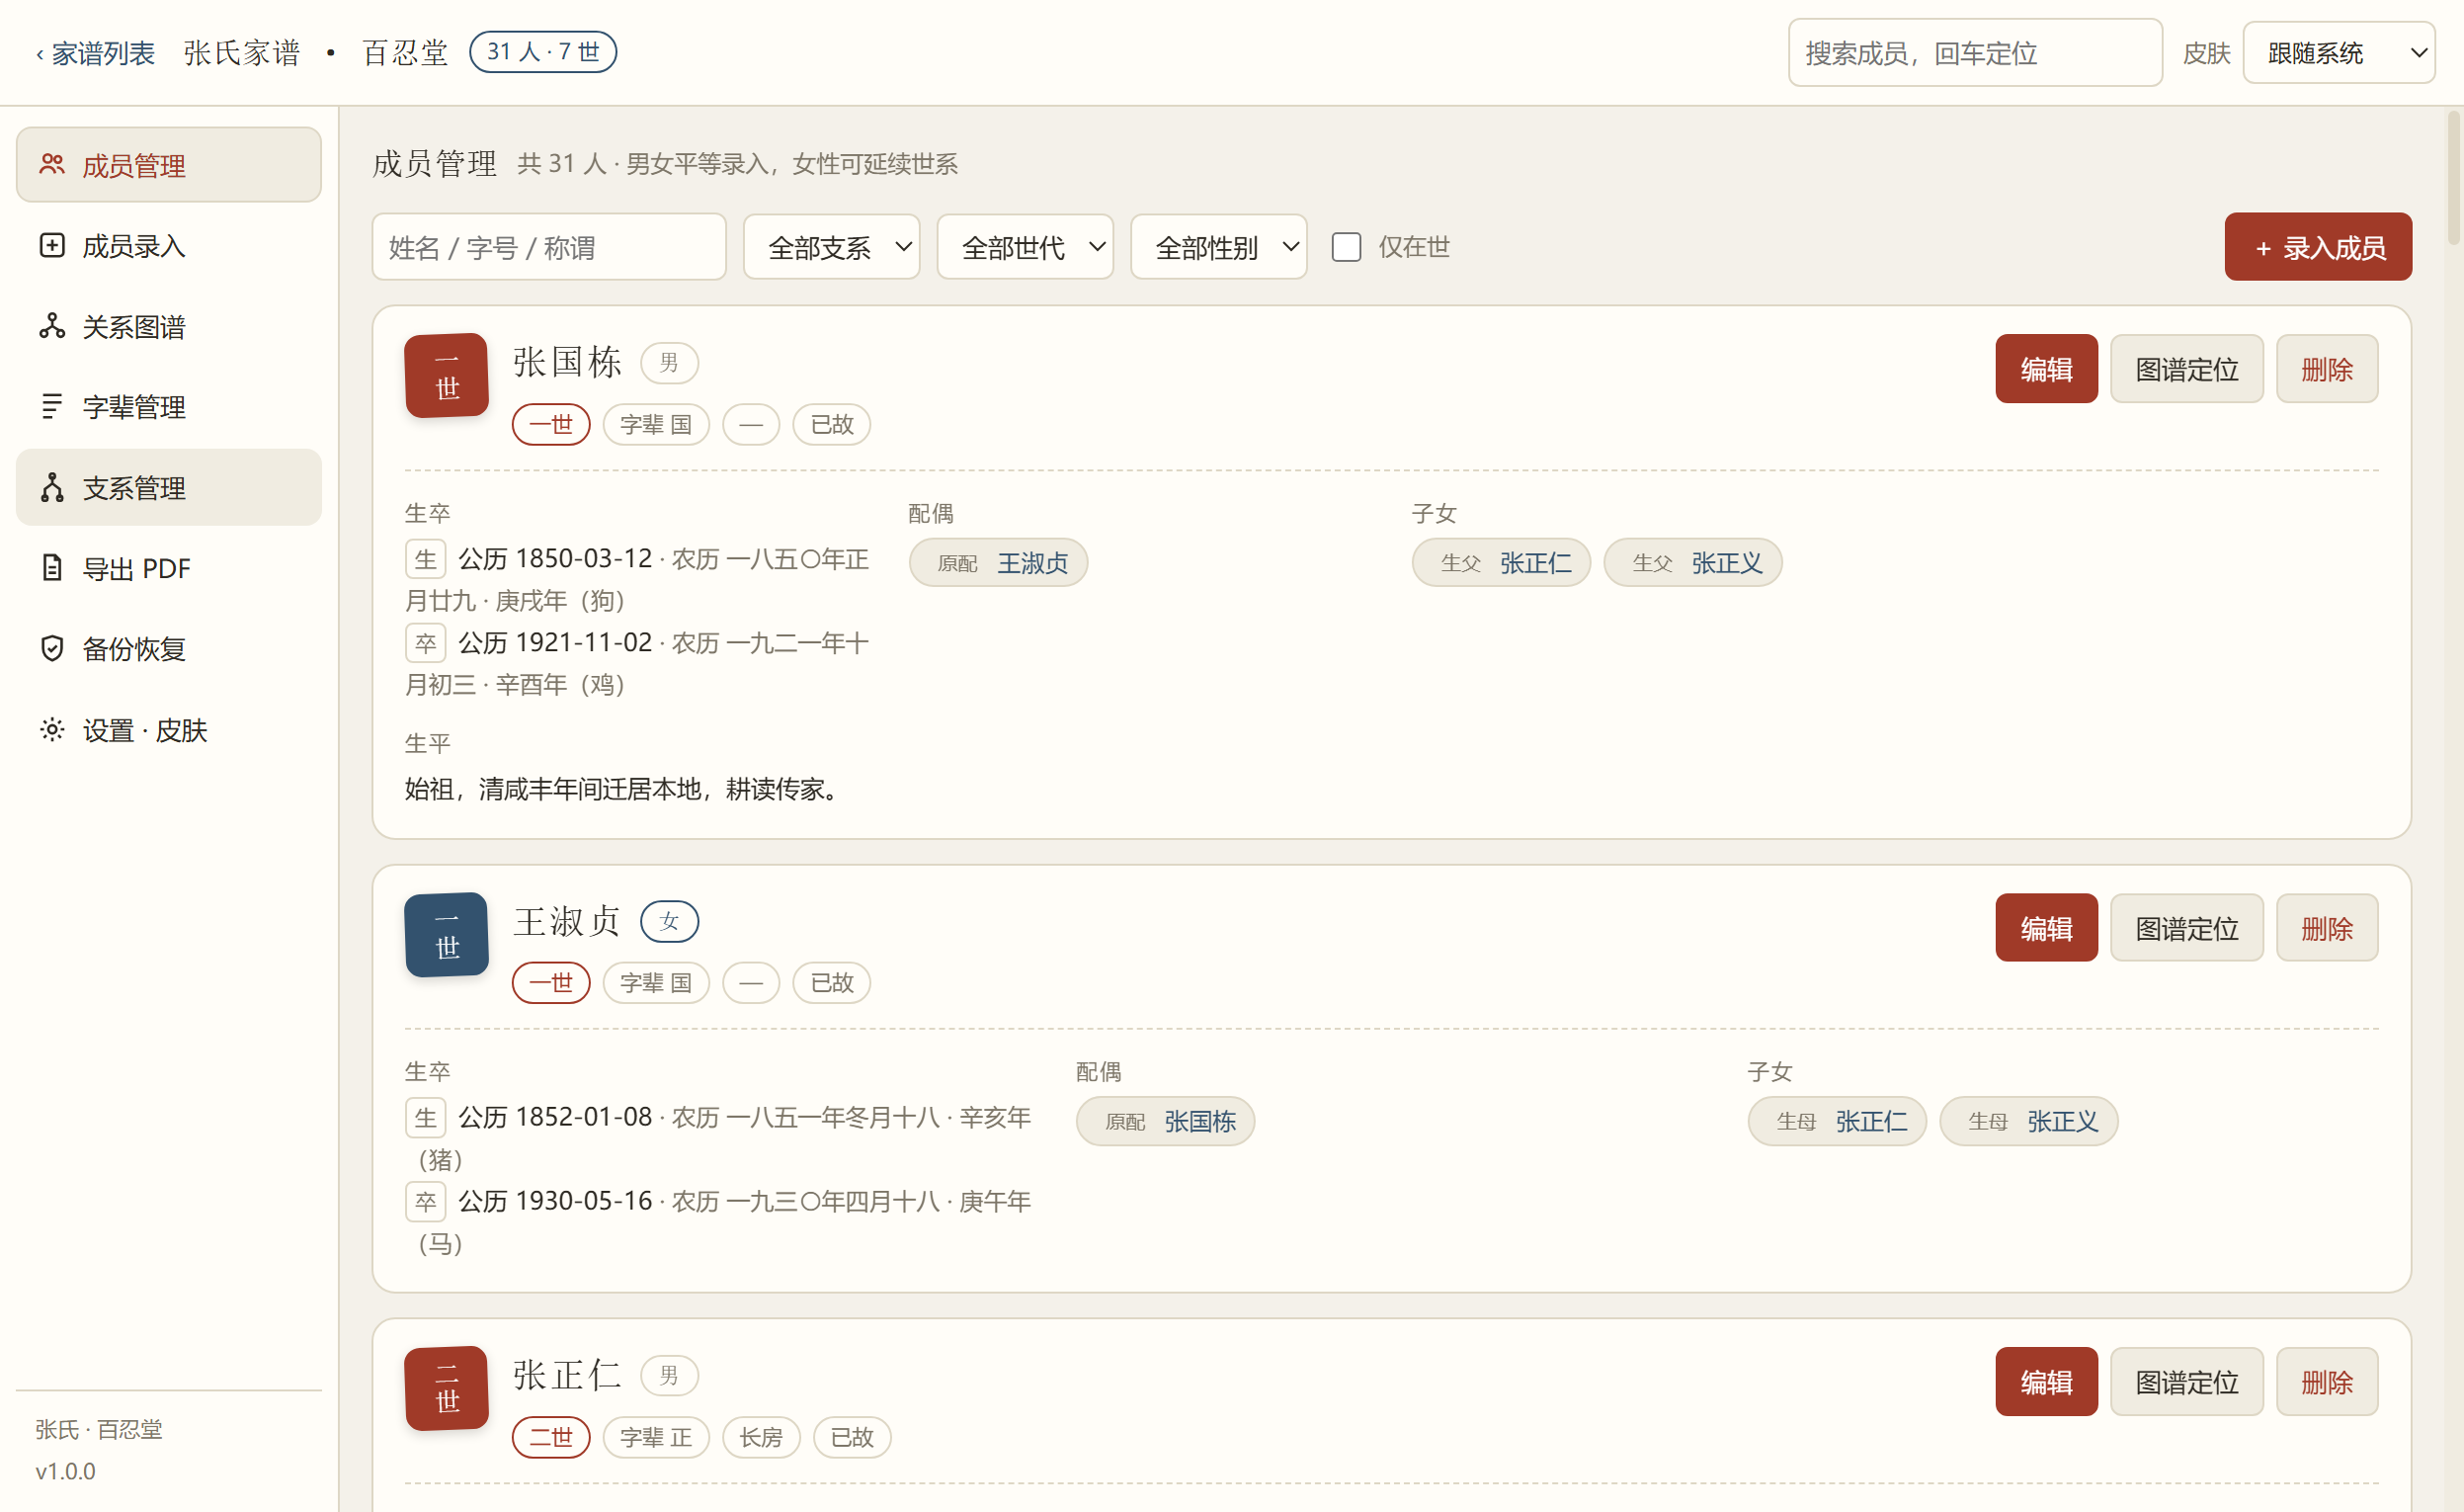 ‹ 家谱列表 张氏家谱 • 百忍堂 31 人 · 7 世 搜索成员，回车定位 皮肤 跟随系统
成员管理
成员录入
关系图谱
字辈管理
支系管理
导出 PDF
备份恢复
设置 · 皮肤
张氏 · 百忍堂
v1.0.0
成员管理 共 31 人 · 男女平等录入，女性可延续世系
姓名 / 字号 / 称谓 全部支系 全部世代 全部性别 仅在世 + 录入成员
一世 张国栋 男 编辑 图谱定位 删除
一世 字辈 国 — 已故
生卒 配偶 子女
生 公历 1850-03-12 · 农历 一八五〇年正 原配 王淑贞 生父 张正仁 生父 张正义
月廿九 · 庚戌年（狗）
卒 公历 1921-11-02 · 农历 一九二一年十
月初三 · 辛酉年（鸡）
生平
始祖，清咸丰年间迁居本地，耕读传家。
一世 王淑贞 女 编辑 图谱定位 删除
一世 字辈 国 — 已故
生卒 配偶 子女
生 公历 1852-01-08 · 农历 一八五一年冬月十八 · 辛亥年 原配 张国栋 生母 张正仁 生母 张正义
（猪）
卒 公历 1930-05-16 · 农历 一九三〇年四月十八 · 庚午年
（马）
二世 张正仁 男 编辑 图谱定位 删除
二世 字辈 正 长房 已故